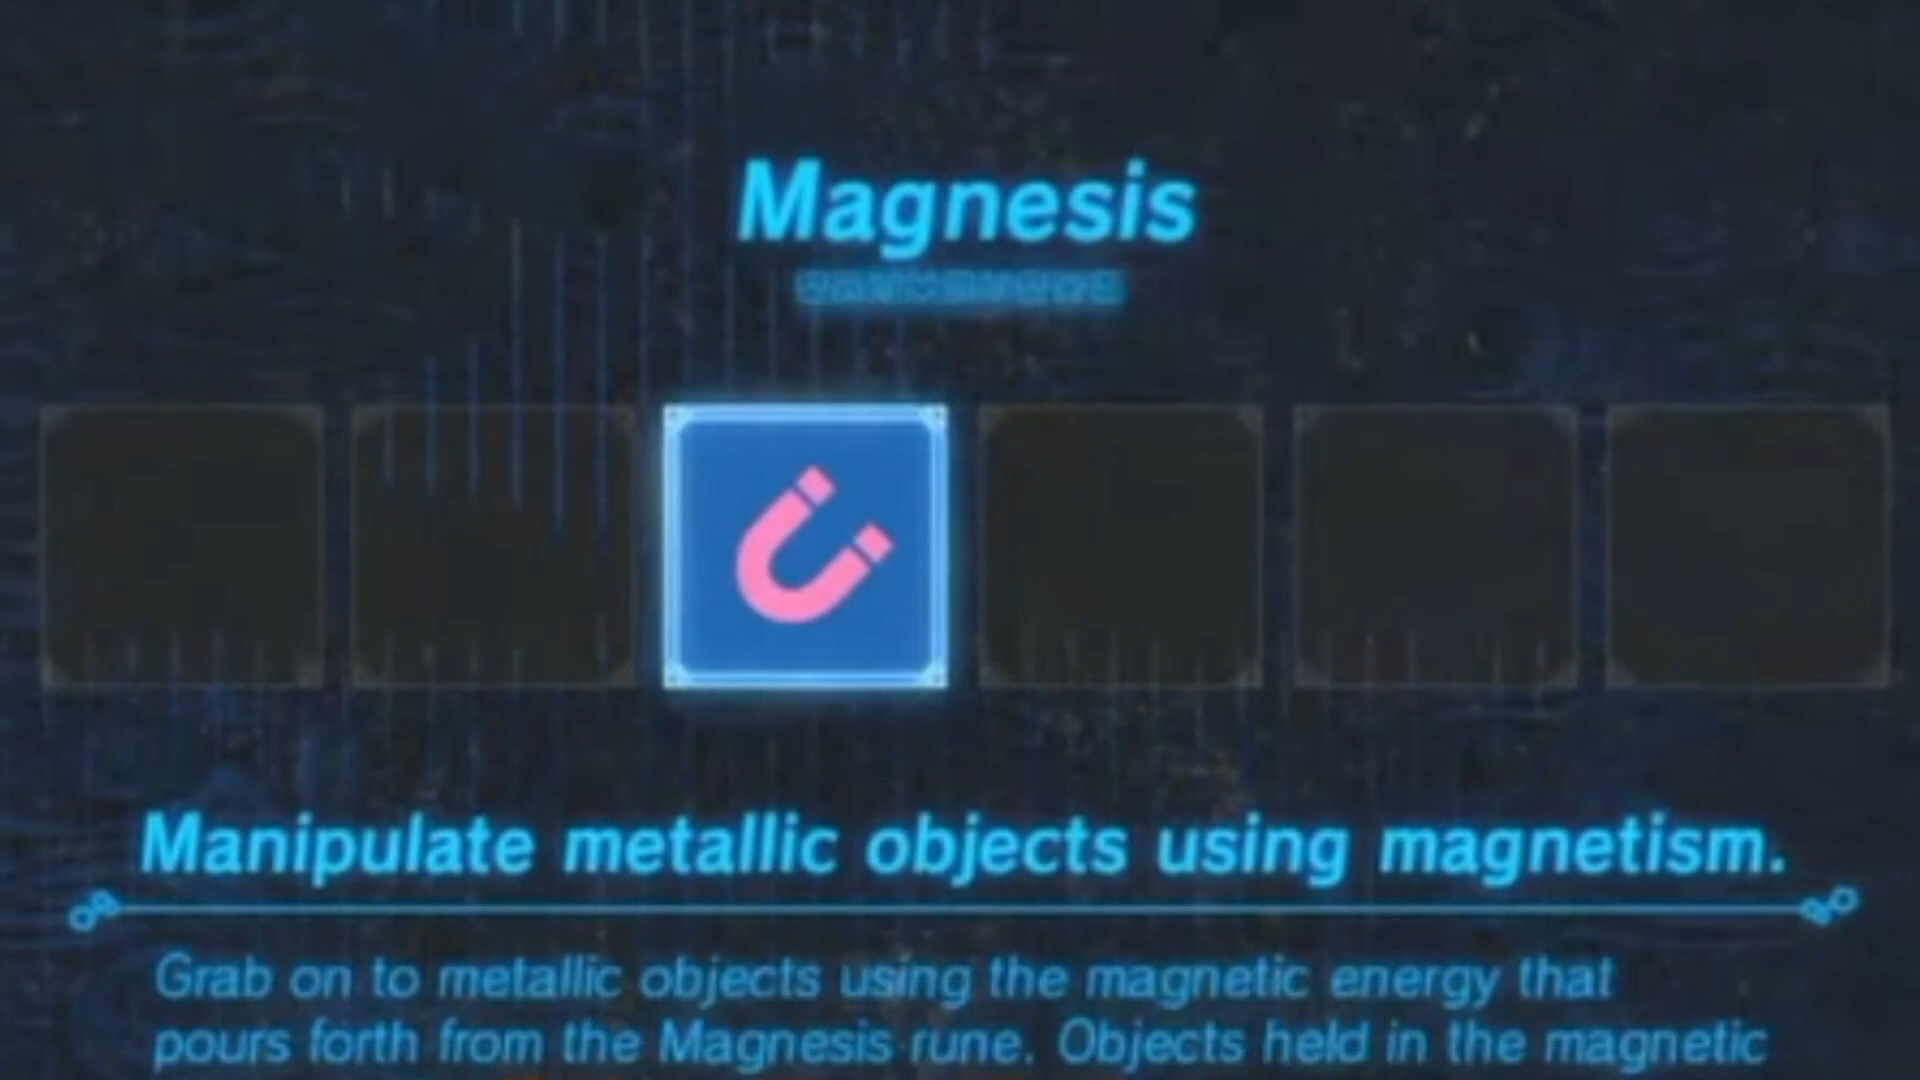 Magnesis
Manipulate metallic objects using magnetism.
Grab on to metallic objects using the magnetic energy that
pours forth from the Magnesis rune. Objects held in the magnetic